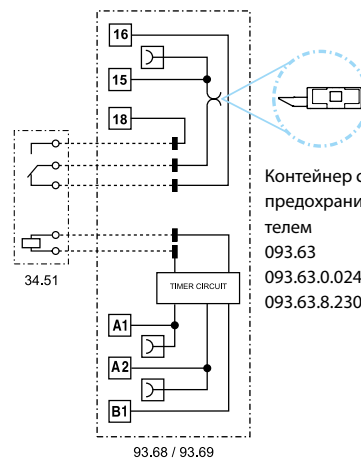 16
15
18
34.51
TIMER CIRCUIT
A1
A2
B1
93.68 / 93.69
Контейнер с
предохрани
телем
093.63
093.63.0.024
093.63.8.230